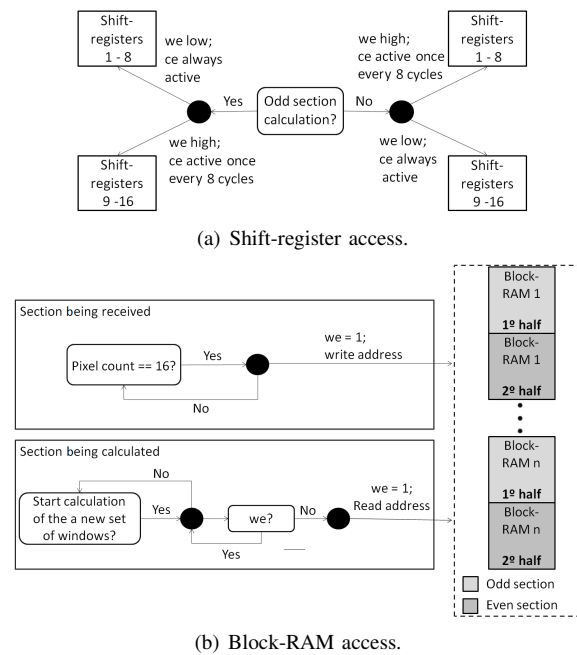 Shift-
registers
1 - 8
we low;
ce always
active
Yes
Odd section
calculation?
No
we high;
ce active once
every 8 cycles
Shift-
registers
1 - 8
we high;
ce active once
every 8 cycles
Shift-
registers
9 -16
we low;
ce always
active
Shift-
registers
9 -16
(a) Shift-register access.
Section being received
Pixel count == 16?
Yes
No
we = 1;
write address
Section being calculated
No
Start calculation
of the a new set
of windows?
Yes
we?
Yes
No
we = 1;
Read address
Block-
RAM 1
1º half
Block-
RAM 1
2º half
Block-
RAM n
1º half
Block-
RAM n
2º half
Odd section
Even section
(b) Block-RAM access.